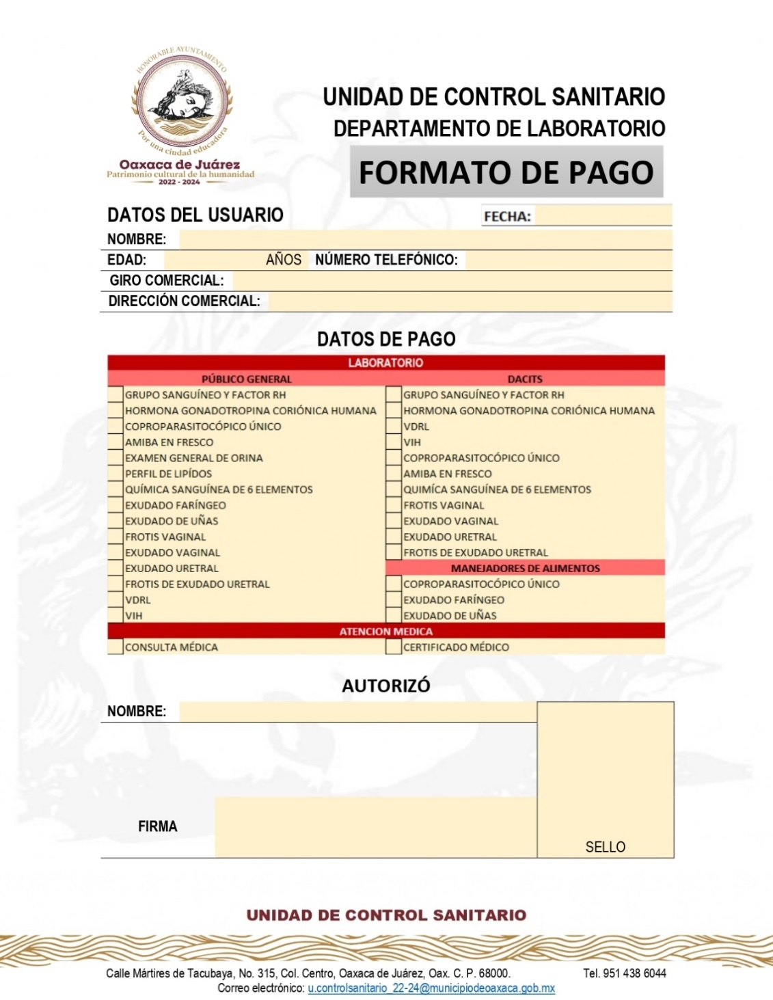 HONORABLE AYUNTAMIENTO
Por una ciudad educadora
Oaxaca de Juárez
Patrimonio cultural de la humanidad
2022 - 2024
UNIDAD DE CONTROL SANITARIO
DEPARTAMENTO DE LABORATORIO
FORMATO DE PAGO
DATOS DEL USUARIO FECHA:
NOMBRE:
EDAD: AÑOS NÚMERO TELEFÓNICO:
GIRO COMERCIAL:
DIRECCIÓN COMERCIAL:
DATOS DE PAGO
LABORATORIO
PÚBLICO GENERAL DACITS
GRUPO SANGUÍNEO Y FACTOR RH GRUPO SANGUÍNEO Y FACTOR RH
HORMONA GONADOTROPINA CORIÓNICA HUMANA HORMONA GONADOTROPINA CORIÓNICA HUMANA
COPROPARASITOCÓPICO ÚNICO VDRL
AMIBA EN FRESCO VIH
EXAMEN GENERAL DE ORINA COPROPARASITOCÓPICO ÚNICO
PERFIL DE LIPÍDOS AMIBA EN FRESCO
QUÍMICA SANGUÍNEA DE 6 ELEMENTOS QUIMÍCA SANGUÍNEA DE 6 ELEMENTOS
EXUDADO FARÍNGEO FROTIS VAGINAL
EXUDADO DE UÑAS EXUDADO VAGINAL
FROTIS VAGINAL EXUDADO URETRAL
EXUDADO VAGINAL FROTIS DE EXUDADO URETRAL
EXUDADO URETRAL MANEJADORES DE ALIMENTOS
FROTIS DE EXUDADO URETRAL COPROPARASITOCÓPICO ÚNICO
VDRL EXUDADO FARÍNGEO
VIH EXUDADO DE UÑAS
ATENCION MEDICA
CONSULTA MÉDICA CERTIFICADO MÉDICO
AUTORIZÓ
NOMBRE:
FIRMA
SELLO
UNIDAD DE CONTROL SANITARIO
Calle Mártires de Tacubaya, No. 315, Col. Centro, Oaxaca de Juárez, Oax. C. P. 68000. Tel. 951 438 6044
Correo electrónico: u.controlsanitario_22-24@municipiodeoaxaca.gob.mx